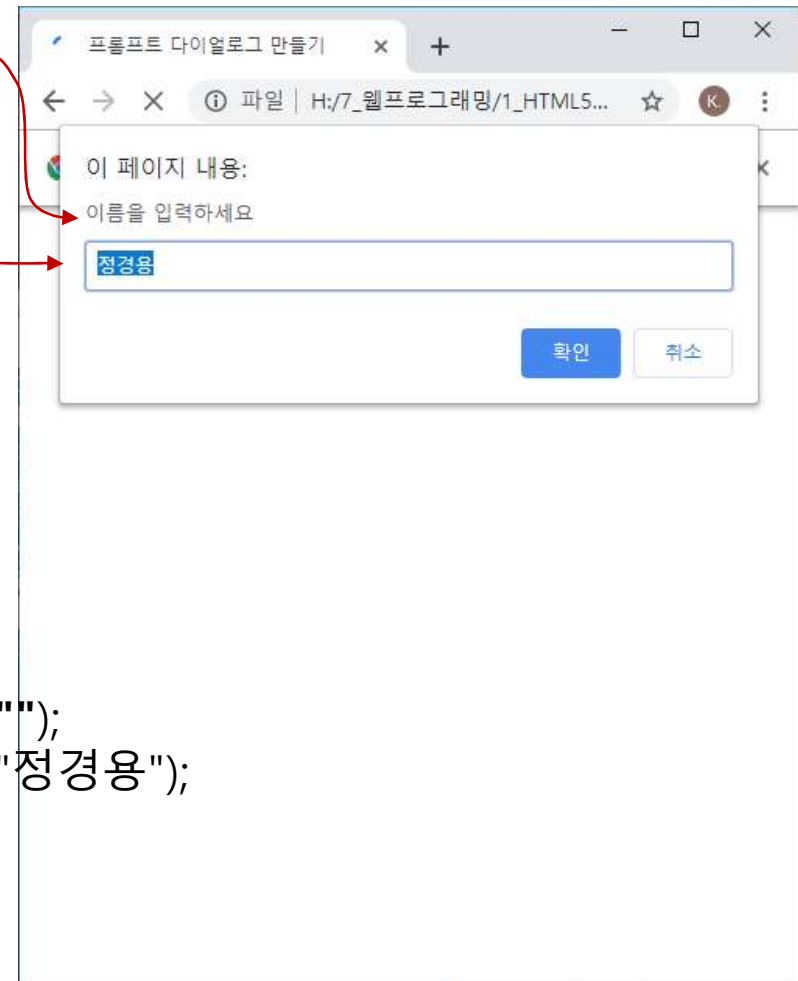 프롬프트 다이얼로그 만들기
파일 | H:/7_웹프로그래밍/1_HTML5...
K.
이 페이지 내용:
이름을 입력하세요
정경용
확인 취소
"");
"정경용");